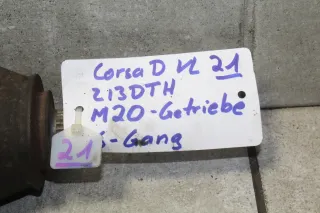 Corsa D VL 21
Z13DTH
M20-Getriebe
6-Gang
21